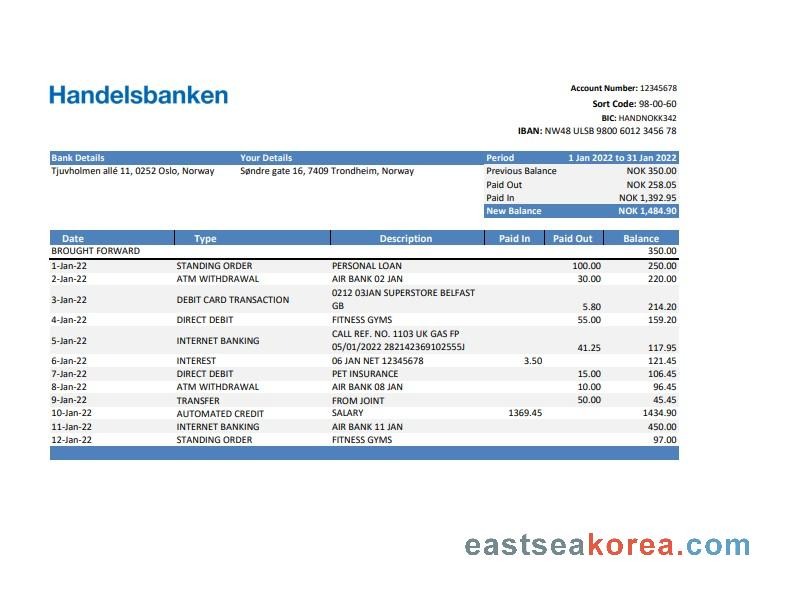 Handelsbanken
Account Number: 12345678
Sort Code: 98-00-60
BIC: HANDNOKK342
IBAN: NW48 ULSB 9800 6012 3456 78
Bank Details Your Details Period 1 Jan 2022 to 31 Jan 2022
Tjuvholmen allé 11, 0252 Oslo, Norway Søndre gate 16, 7409 Trondheim, Norway Previous Balance NOK 350.00
Paid Out NOK 258.05
Paid In NOK 1,392.95
New Balance NOK 1,484.90
Date Type Description Paid In Paid Out Balance
BROUGHT FORWARD 350.00
1-Jan-22 STANDING ORDER PERSONAL LOAN 100.00 250.00
2-Jan-22 ATM WITHDRAWAL AIR BANK 02 JAN 30.00 220.00
3-Jan-22 DEBIT CARD TRANSACTION 0212 03JAN SUPERSTORE BELFAST
GB 5.80 214.20
4-Jan-22 DIRECT DEBIT FITNESS GYMS 55.00 159.20
5-Jan-22 INTERNET BANKING CALL REF. NO. 1103 UK GAS FP
05/01/2022 282142369102555J 41.25 117.95
6-Jan-22 INTEREST 06 JAN NET 12345678 3.50 121.45
7-Jan-22 DIRECT DEBIT PET INSURANCE 15.00 106.45
8-Jan-22 ATM WITHDRAWAL AIR BANK 08 JAN 10.00 96.45
9-Jan-22 TRANSFER FROM JOINT 50.00 45.45
10-Jan-22 AUTOMATED CREDIT SALARY 1369.45 1434.90
11-Jan-22 INTERNET BANKING AIR BANK 11 JAN 450.00
12-Jan-22 STANDING ORDER FITNESS GYMS 97.00
eastseakorea.com